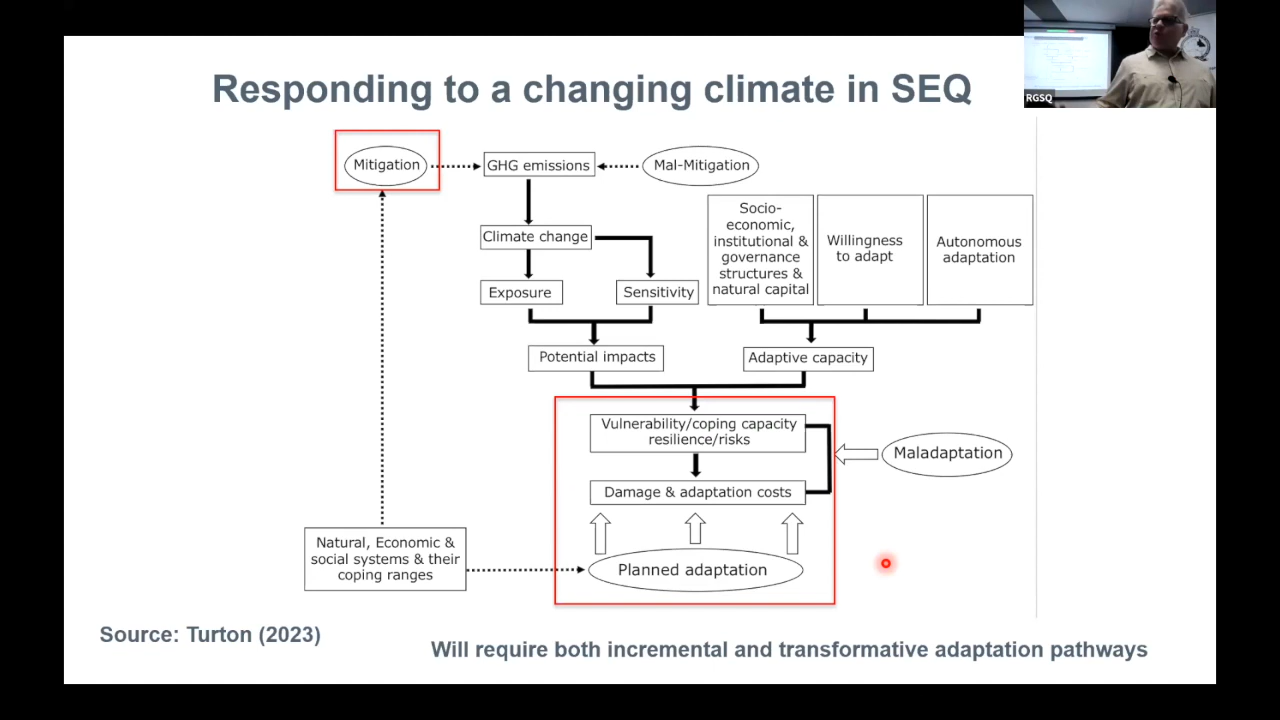 Responding to a changing climate in SEQ
RGSQ
Mitigation
GHG emissions
Mal-Mitigation
Climate change
Exposure
Sensitivity
Socio-
economic,
institutional &
governance
structures &
natural capital
Willingness
to adapt
Autonomous
adaptation
Potential impacts
Adaptive capacity
Vulnerability/coping capacity
resilience/risks
Maladaptation
Damage & adaptation costs
Natural, Economic &
social systems & their
coping ranges
Planned adaptation
Source: Turton (2023)
Will require both incremental and transformative adaptation pathways